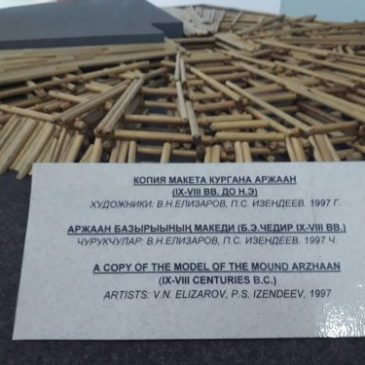 КОПИЯ МАКЕТА КУРГАНА АРЖААН
(IX-VIII ВВ. ДО Н.Э)
ХУДОЖНИКИ: В.Н.ЕЛИЗАРОВ, П.С. ИЗЕНДЕЕВ. 1997 Г.
АРЖААН БАЗЫРЫЫНЫҢ МАКЕДИ (Б.Э.ЧЕДИР IX-VIII ВВ.)
ЧУРУКЧУЛАР: В.Н.ЕЛИЗАРОВ, П.С. ИЗЕНДЕЕВ. 1997 Ч.
A COPY OF THE MODEL OF THE MOUND ARZHAAN
(IX-VIII CENTURIES B.C.)
ARTISTS: V.N. ELIZAROV, P.S. IZENDEEV, 1997